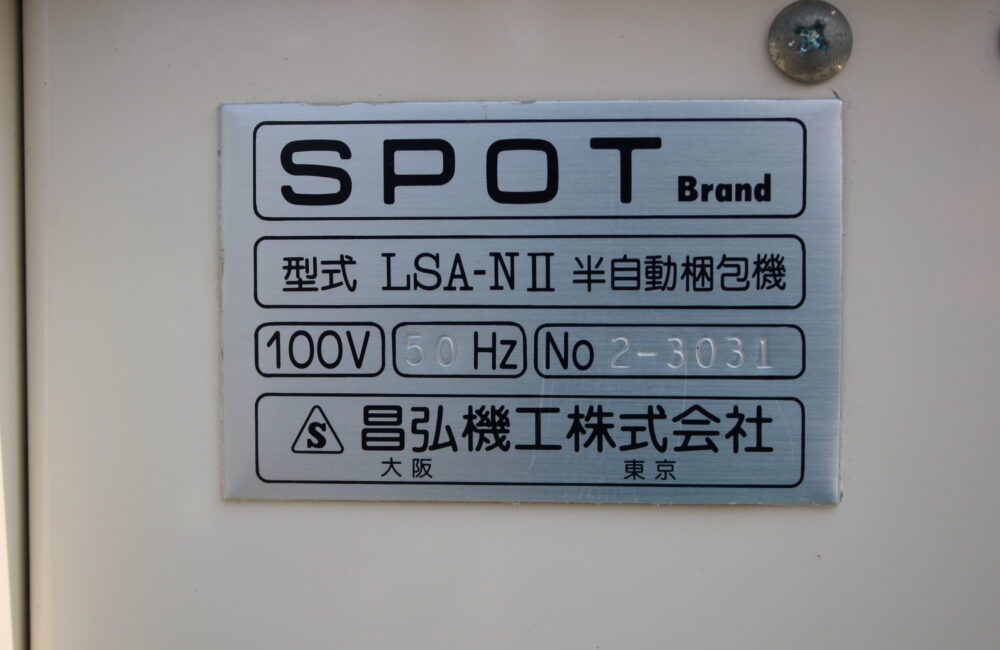 SPOT Brand
型式 LSA-NⅡ 半自動梱包機
100V 50 Hz No 2-3031
S 昌弘機工株式会社
大阪 東京